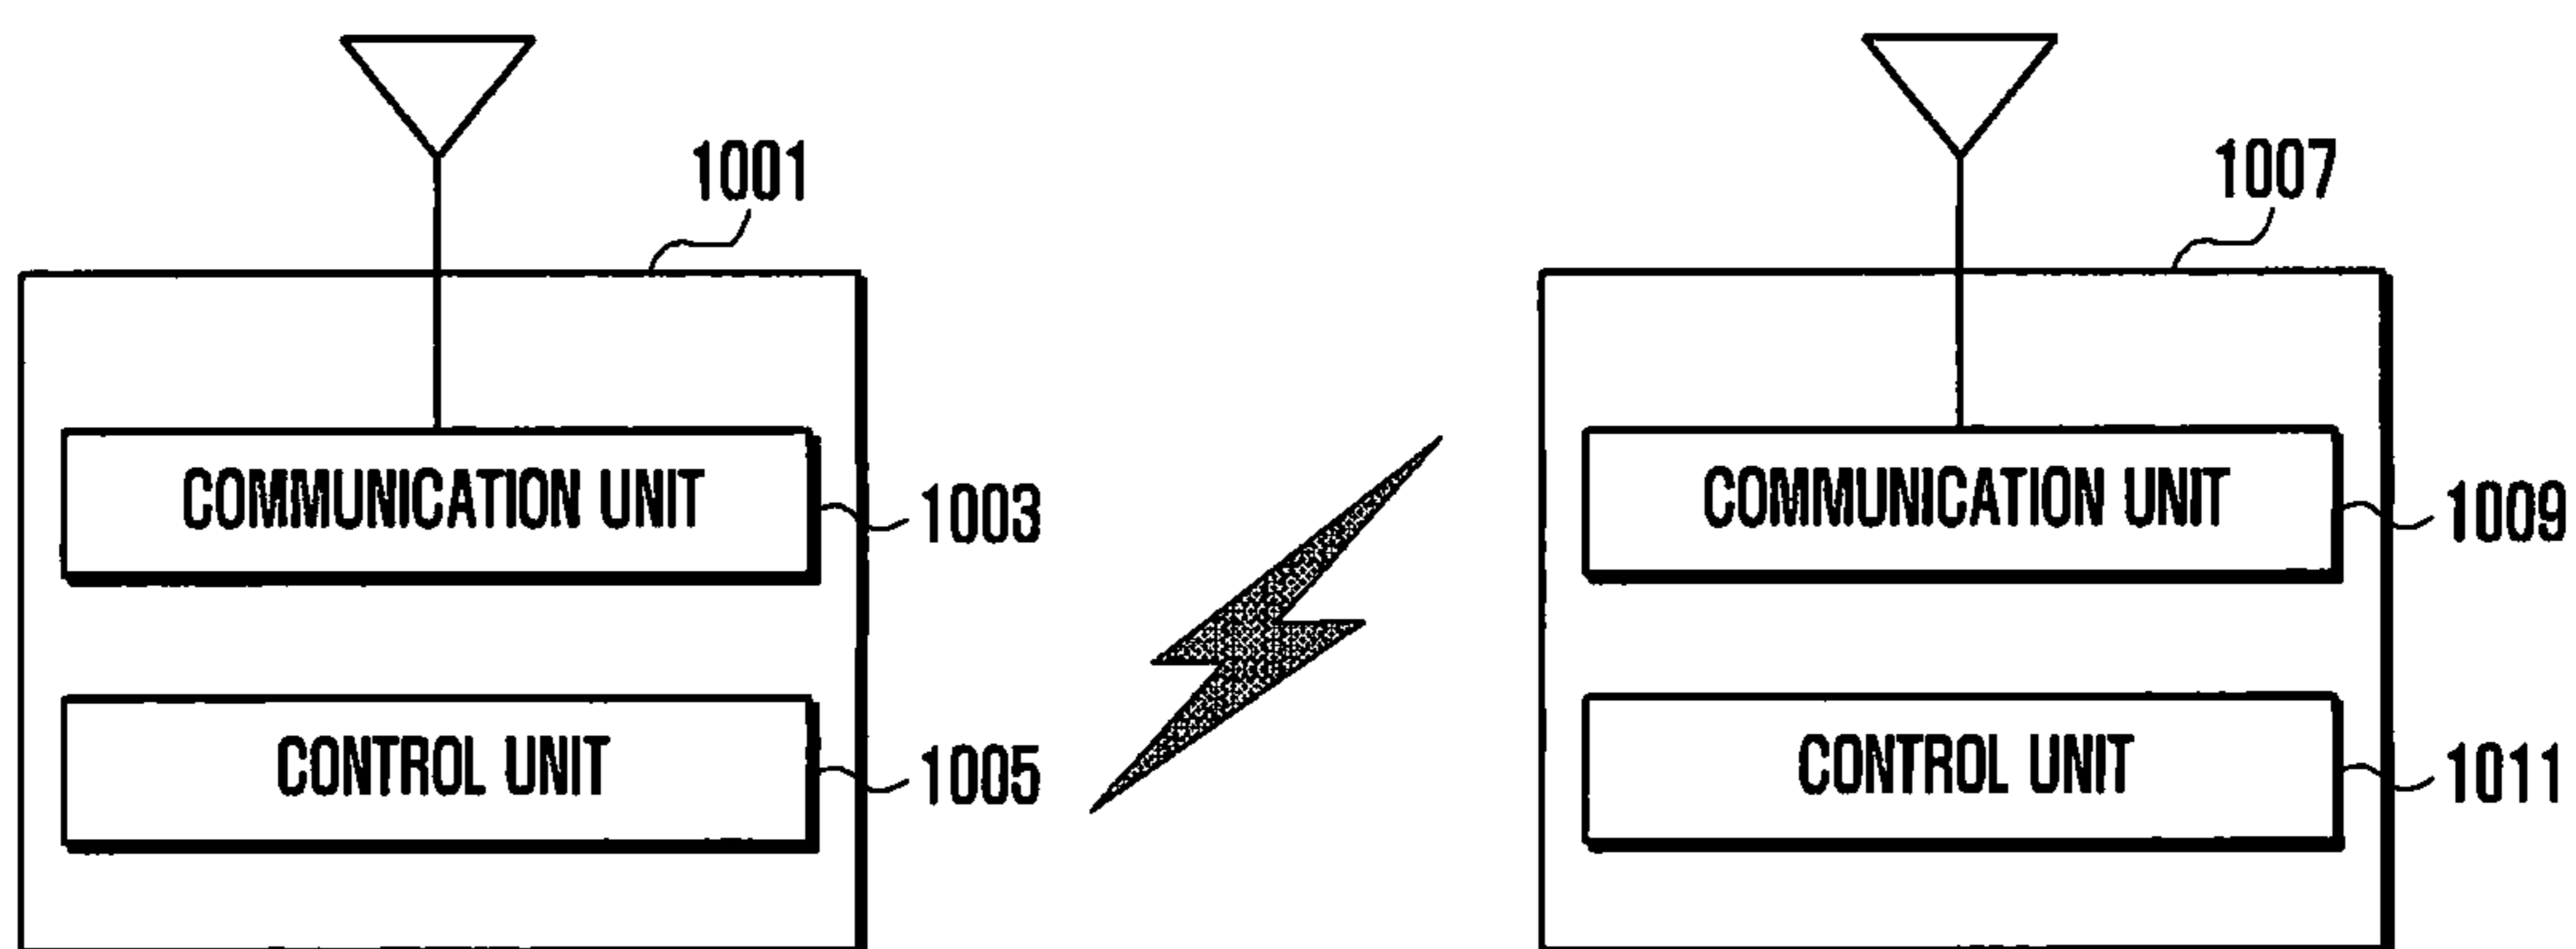 1001
1007
COMMUNICATION UNIT
1003
COMMUNICATION UNIT
1009
CONTROL UNIT
1005
CONTROL UNIT
1011